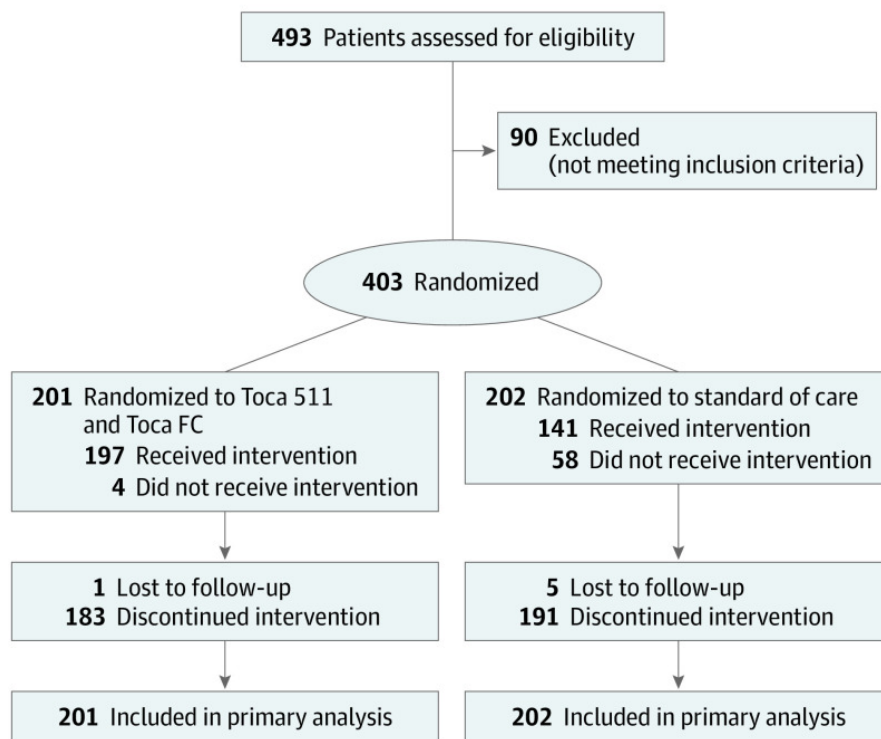 493 Patients assessed for eligibility
90 Excluded
(not meeting inclusion criteria)
403 Randomized
201 Randomized to Toca 511
and Toca FC
197 Received intervention
4 Did not receive intervention
202 Randomized to standard of care
141 Received intervention
58 Did not receive intervention
1 Lost to follow-up
183 Discontinued intervention
5 Lost to follow-up
191 Discontinued intervention
201 Included in primary analysis
202 Included in primary analysis